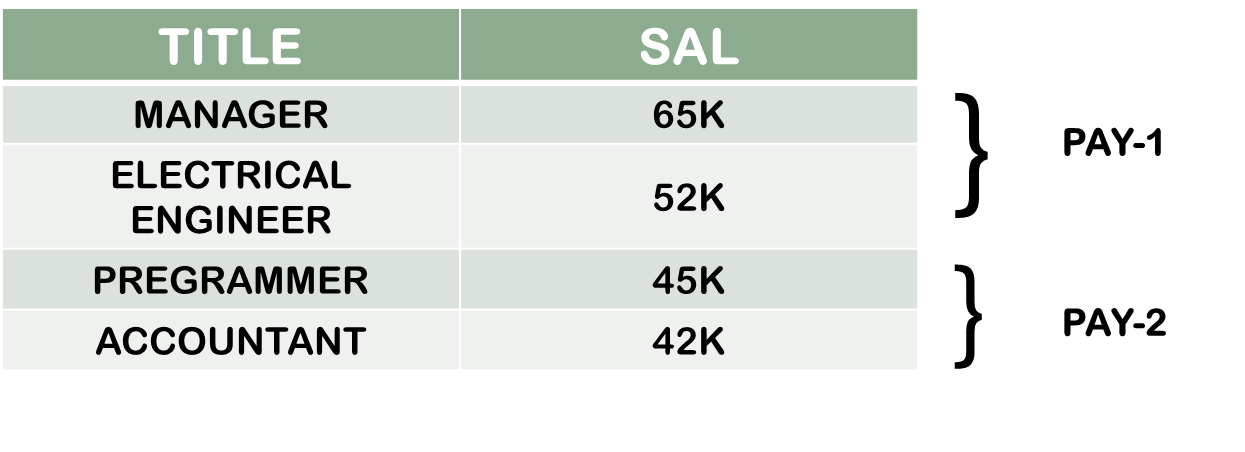 TITLE SAL
MANAGER 65K
PAY-1
ELECTRICAL
ENGINEER 52K
PREGRAMMER 45K
PAY-2
ACCOUNTANT 42K